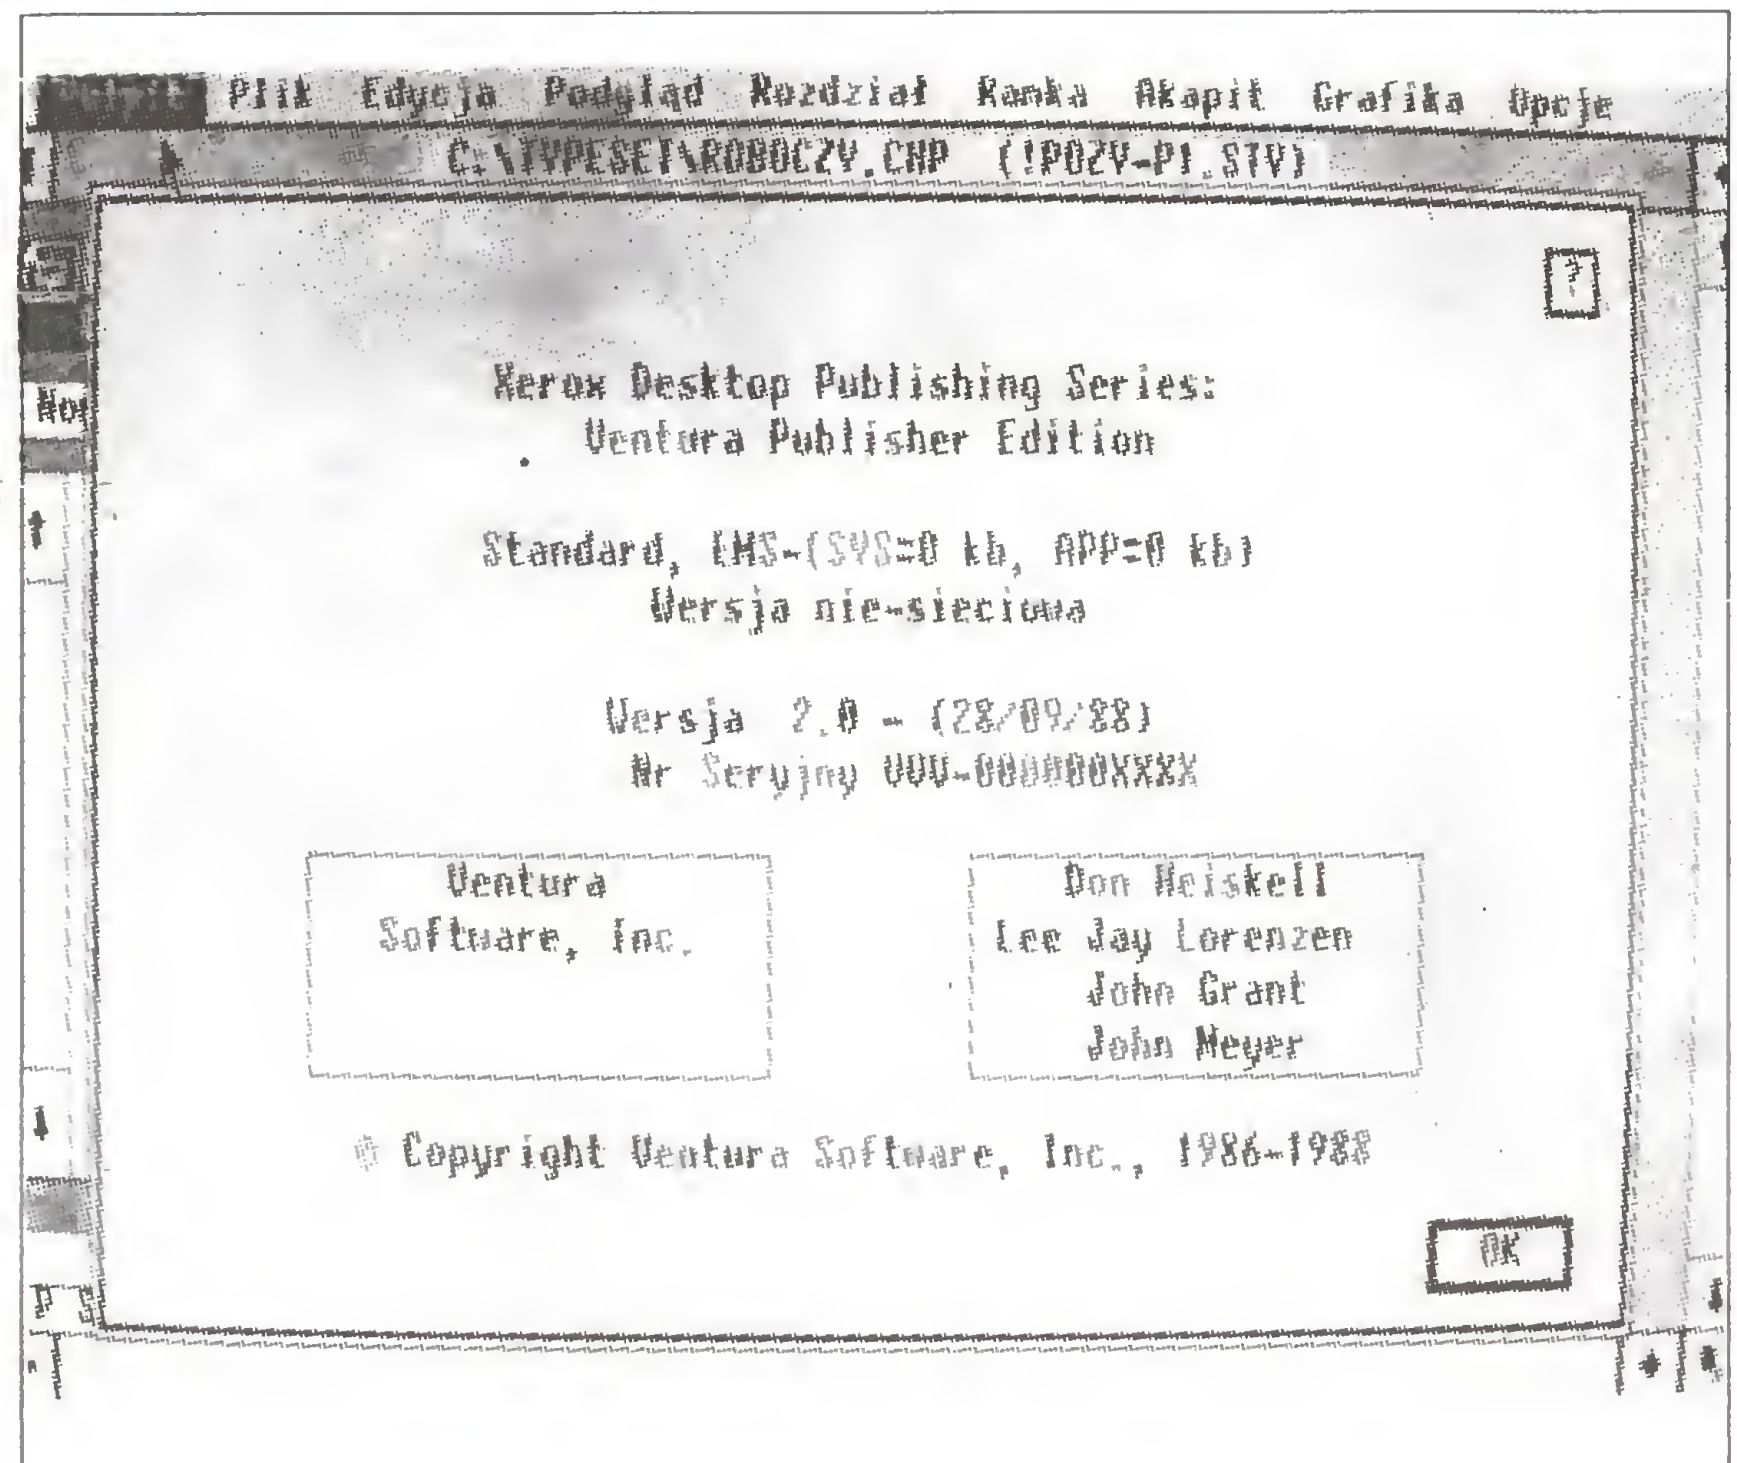 Plik Edycja Podgląd Rozdział Ramka Akapit Grafika Opcje
C:\TYPESET\ROBOCZY.CHP (!POZY-P1.STY)
?
Xerox Desktop Publishing Series:
Ventura Publisher Edition
Standard, EMS-(SYS=0 kb, APP=0 kb)
Wersja nie-sieciowa
Wersja 2.0 - (28/09/88)
Nr Seryjny VUV-000000XXXX
Ventura
Software, inc.
Don Heiskell
Lee Jay Lorenzen
John Grant
John Meyer
© Copyright Ventura Software, Inc., 1986-1988
OK